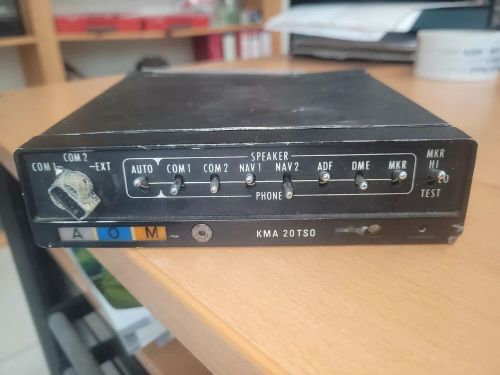 COM 2
COM 1 EXT
SPEAKER
AUTO COM 1 COM 2 NAV 1 NAV 2 ADF DME MKR
PHONE
MKR
HI
LO
TEST
A O M
KMA 20TSO